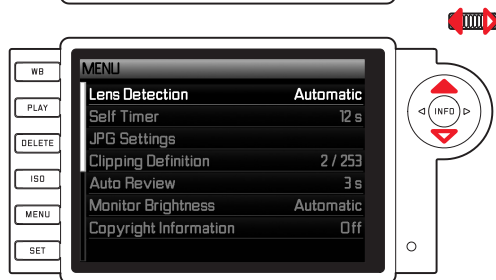 WB
PLAY
DELETE
ISO
MENU
SET
MENU
Lens Detection Automatic
Self Timer 12 s
JPG Settings
Clipping Definition 2 / 253
Auto Review 3 s
Monitor Brightness Automatic
Copyright Information Off
INFO